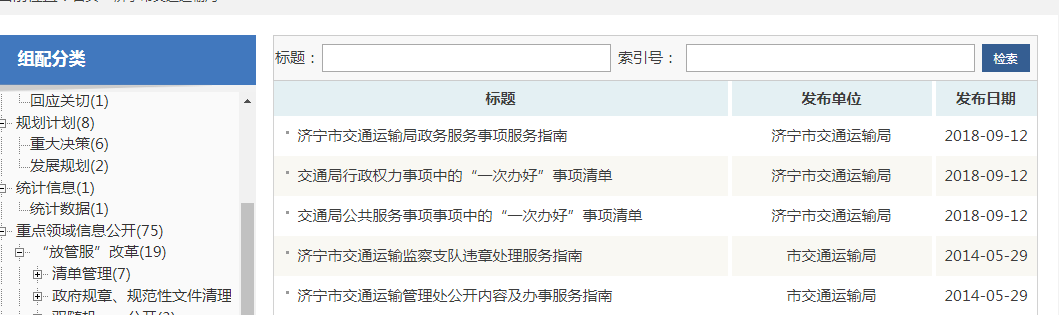 组配分类
回应关切(1)
规划计划(8)
重大决策(6)
发展规划(2)
统计信息(1)
统计数据(1)
重点领域信息公开(75)
“放管服”改革(19)
清单管理(7)
政府规章、规范性文件清理
标题： 索引号： 检索
标题 发布单位 发布日期
济宁市交通运输局政务服务事项服务指南 济宁市交通运输局 2018-09-12
交通局行政权力事项中的“一次办好”事项清单 济宁市交通运输局 2018-09-12
交通局公共服务事项事项中的“一次办好”事项清单 济宁市交通运输局 2018-09-12
济宁市交通运输监察支队违章处理服务指南 市交通运输局 2014-05-29
济宁市交通运输管理处公开内容及办事服务指南 市交通运输局 2014-05-29